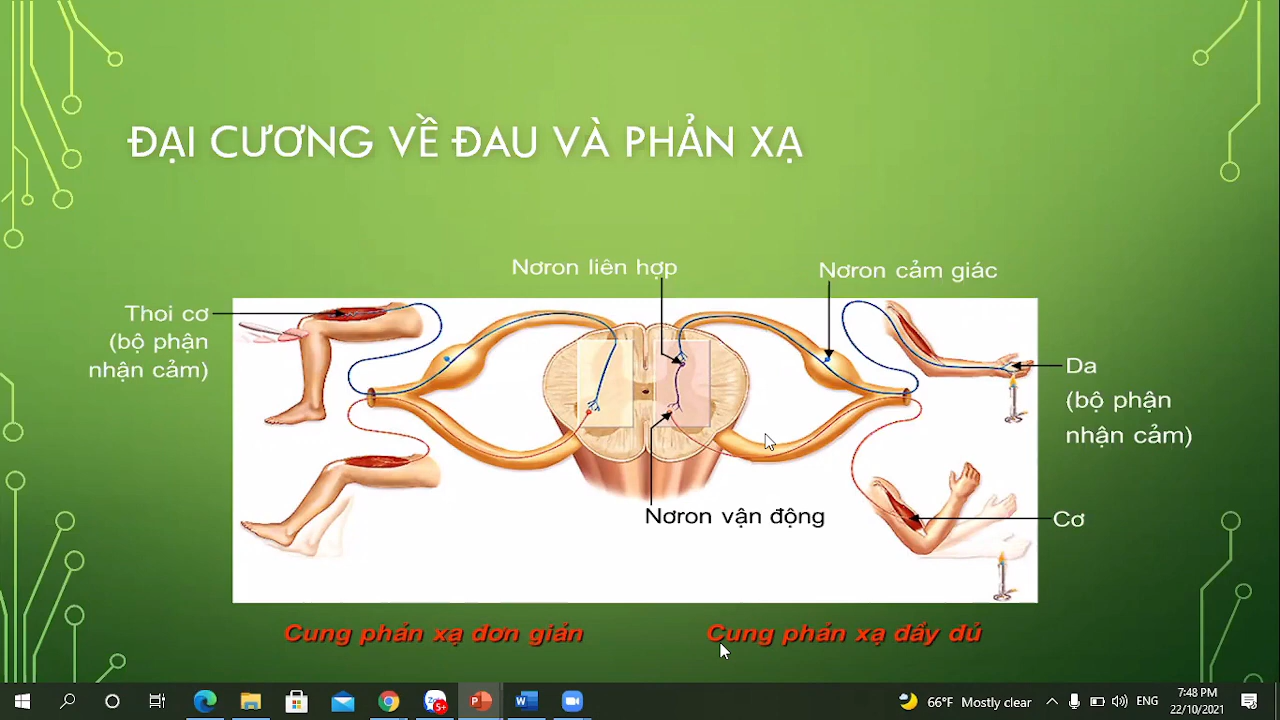 ĐẠI CƯƠNG VỀ ĐAU VÀ PHẢN XẠ
Nơron liên hợp
Nơron cảm giác
Thoi cơ
(bộ phận
nhận cảm)
Da
(bộ phận
nhận cảm)
Nơron vận động
Cơ
Cung phản xạ đơn giản
Cung phản xạ đầy đủ
5+
66°F Mostly clear
ENG
7:48 PM
22/10/2021